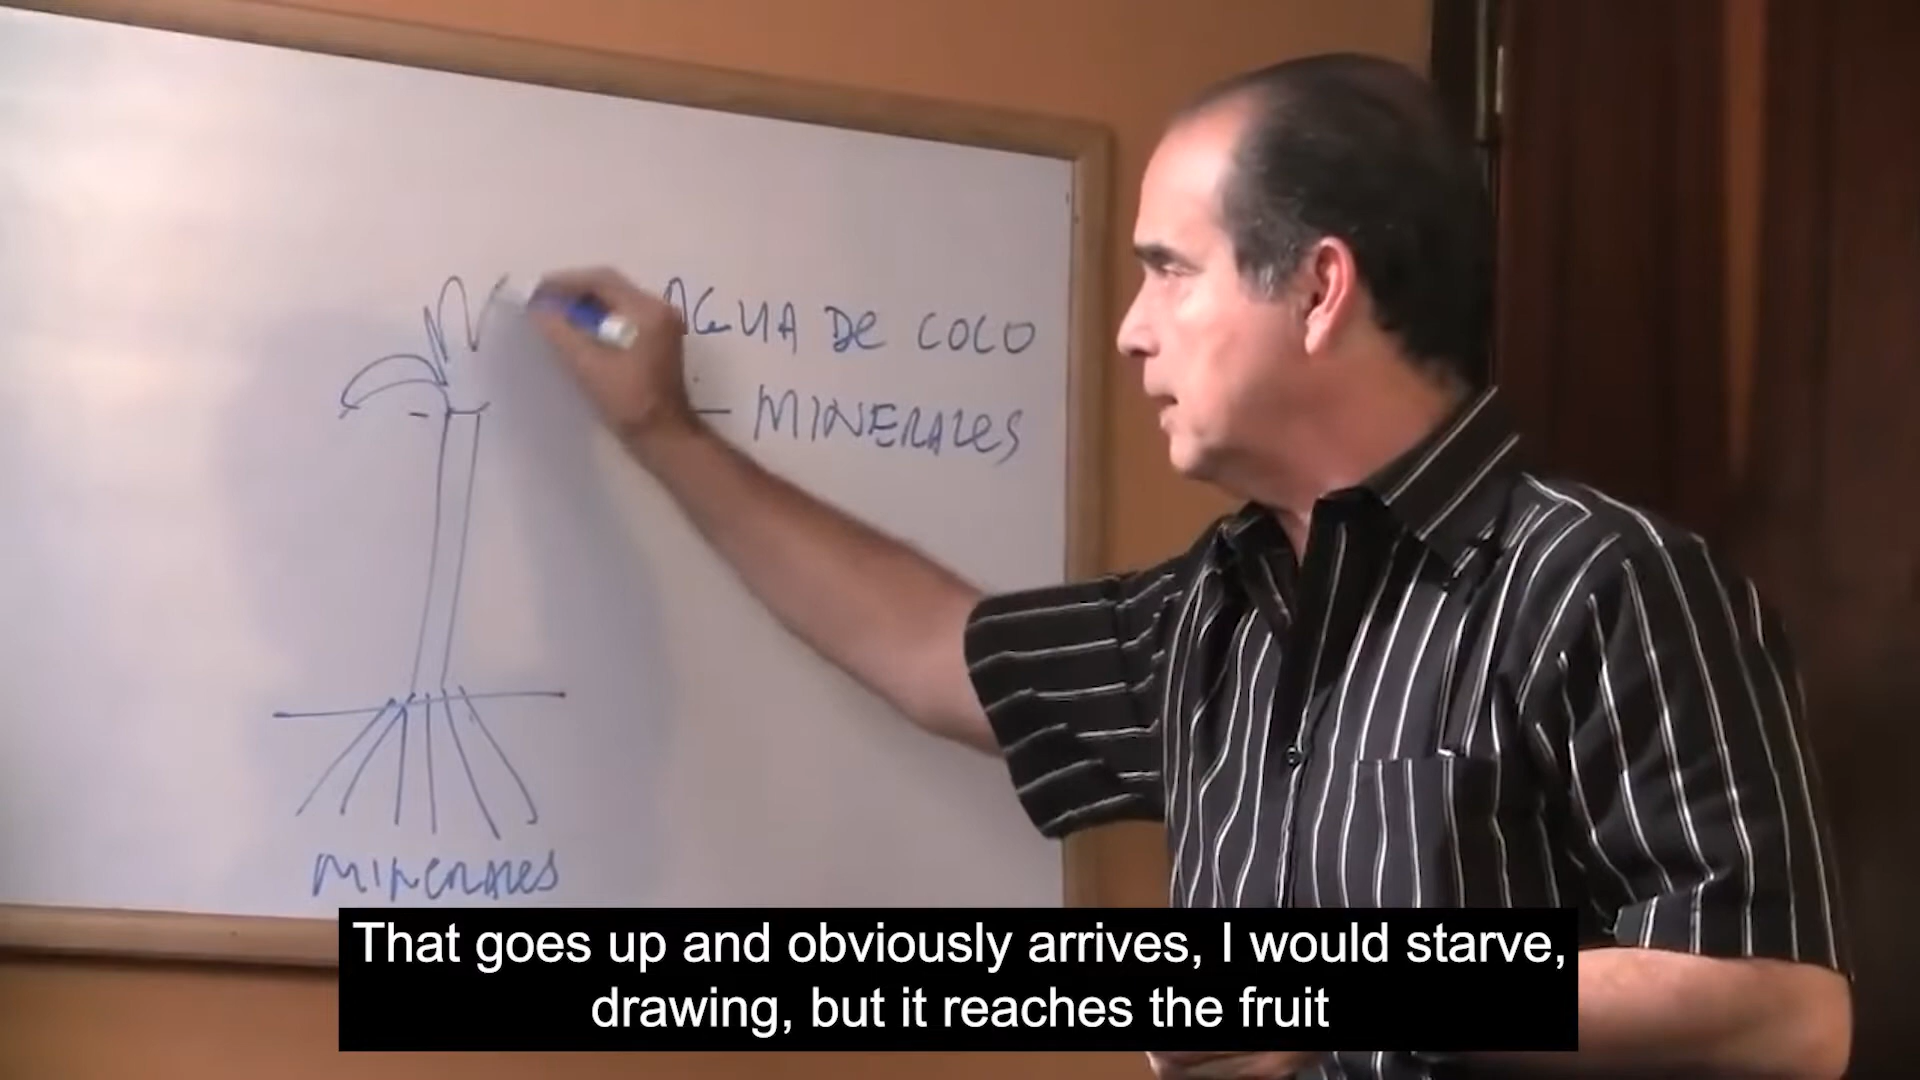 AGUA DE COCO
- MINERALES
MINERALES
That goes up and obviously arrives, I would starve,
drawing, but it reaches the fruit